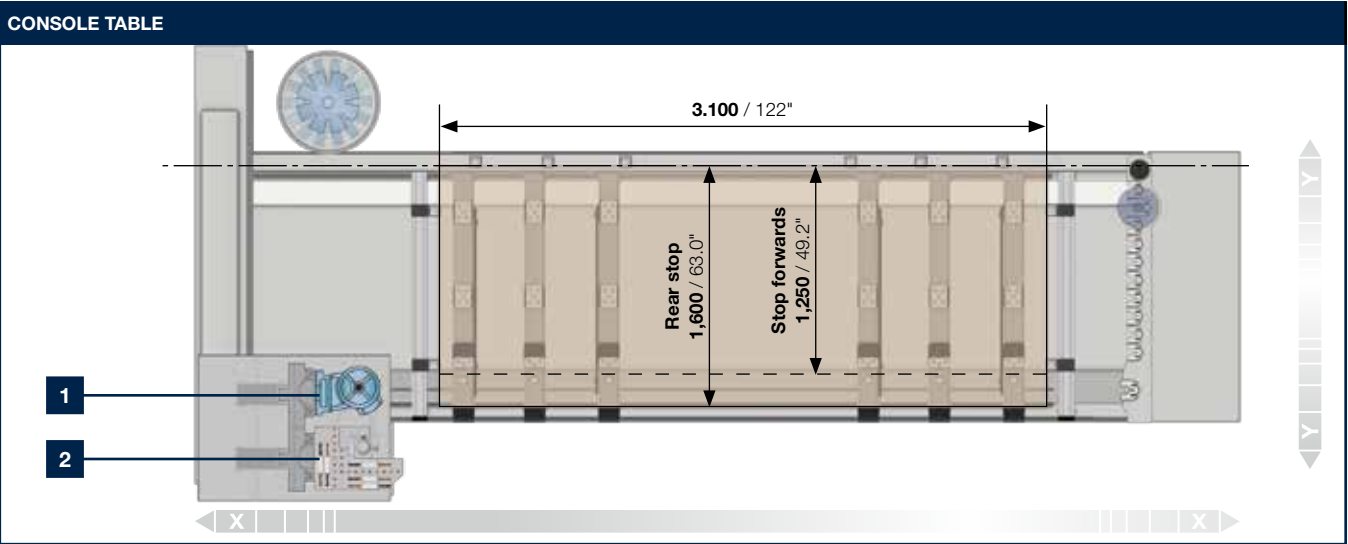 CONSOLE TABLE
3.100 / 122"
Rear stop
1,600 / 63.0"
Stop forwards
1,250 / 49.2"
Y
1
2
Y
X
X